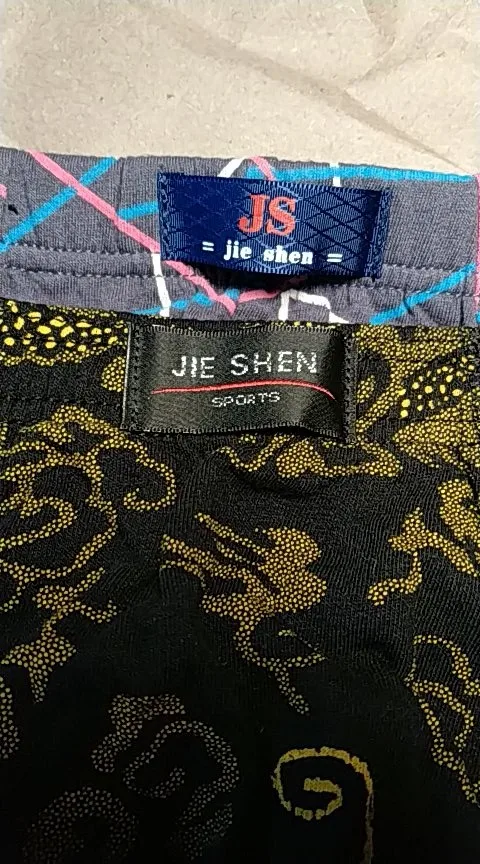 JS
= jie shen =
JIE SHEN
SPORTS